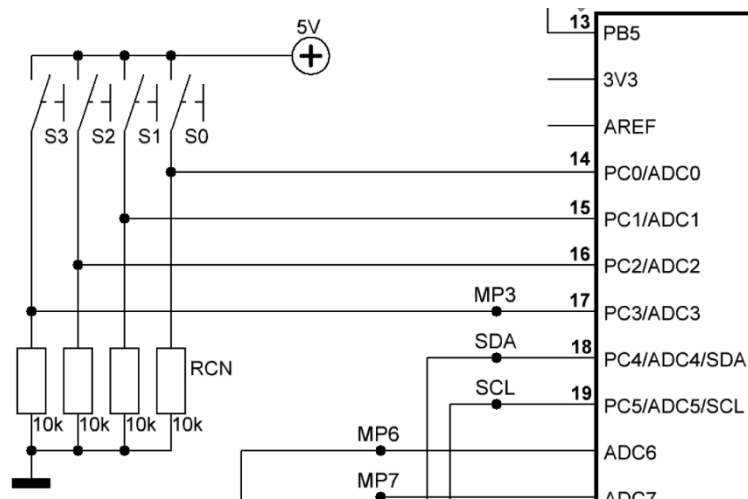 5V
13
PB5
3V3
AREF
S3 S2 S1 S0
14
PC0/ADC0
15
PC1/ADC1
16
PC2/ADC2
MP3
17
PC3/ADC3
SDA
18
PC4/ADC4/SDA
RCN
SCL
19
PC5/ADC5/SCL
10k 10k 10k 10k
MP6
ADC6
MP7
ADC7